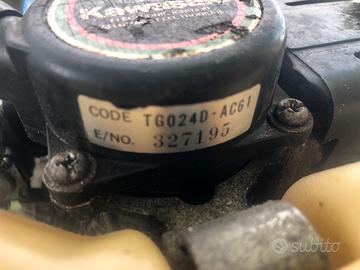 CODE TG024D-AC61
E/NO. 327195
subito